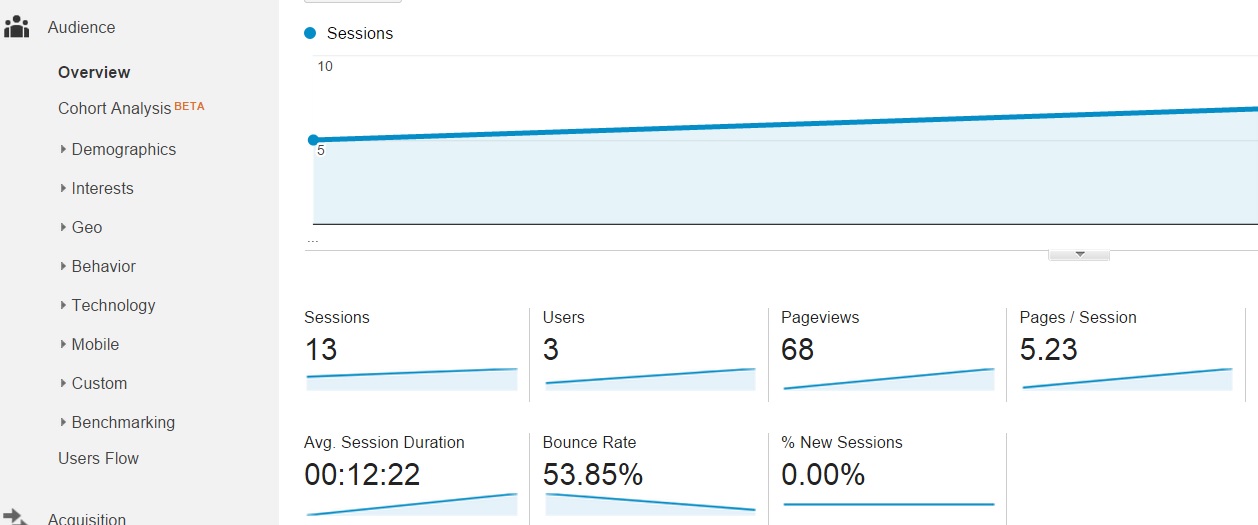 Audience
Overview
Cohort Analysis BETA
Demographics
Interests
Geo
Behavior
Technology
Mobile
Custom
Benchmarking
Users Flow
Acquisition
Sessions
10
5
...
Sessions
13
Users
3
Pageviews
68
Pages / Session
5.23
Avg. Session Duration
00:12:22
Bounce Rate
53.85%
% New Sessions
0.00%